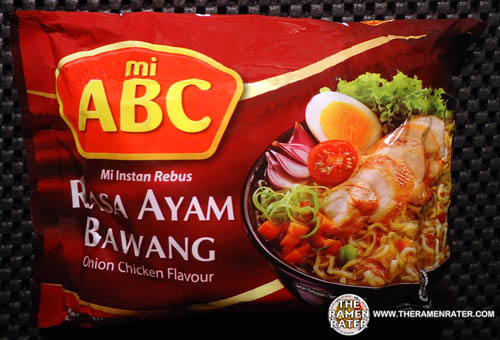 mi
ABC
Mi Instan Rebus
Rasa Ayam
Bawang
Onion Chicken Flavour
THE
RAMEN
RATER
WWW.THERAMENRATER.COM